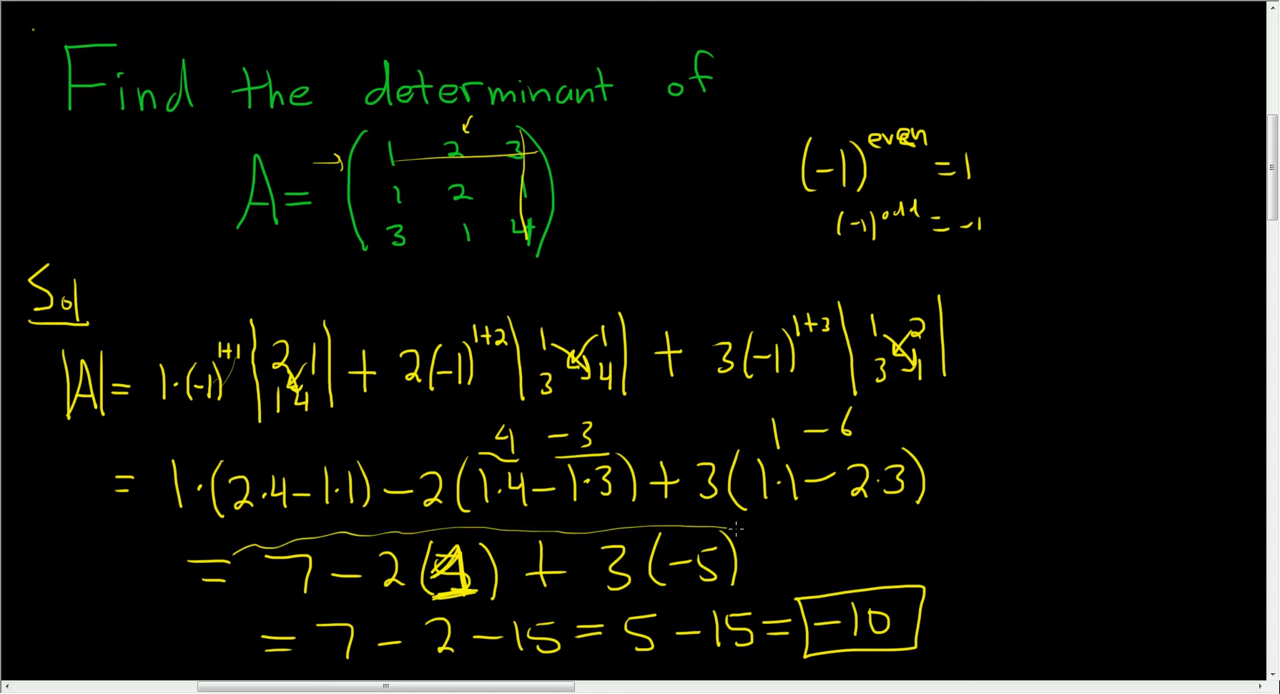 Find the determinant of
A = ( 1 2 3
1 2 1
3 1 4 )
(-1)^even = 1
(-1)^odd = -1
Sol
|A| = 1·(-1)^1+1 |2 1 1 4| + 2(-1)^1+2 |1 1 3 4| + 3(-1)^1+3 |1 2 3 1|
4 - 3 1 - 6
= 1·(2·4-1·1) - 2(1·4-1·3) + 3(1·1-2·3)
= 7 - 2(1) + 3(-5)
= 7 - 2 - 15 = 5 - 15 = -10